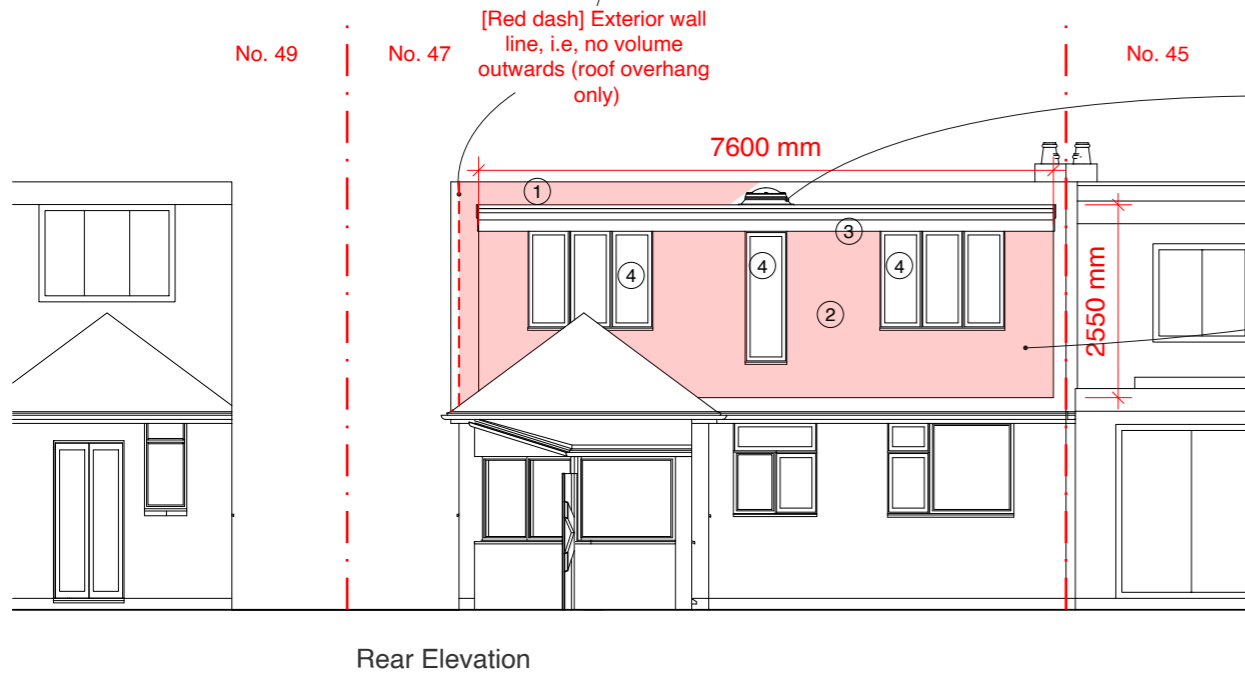 [Red dash] Exterior wall
line, i.e, no volume
outwards (roof overhang
only)
No. 49
No. 47
No. 45
7600 mm
1
3
4
4
4
2
2550 mm
Rear Elevation